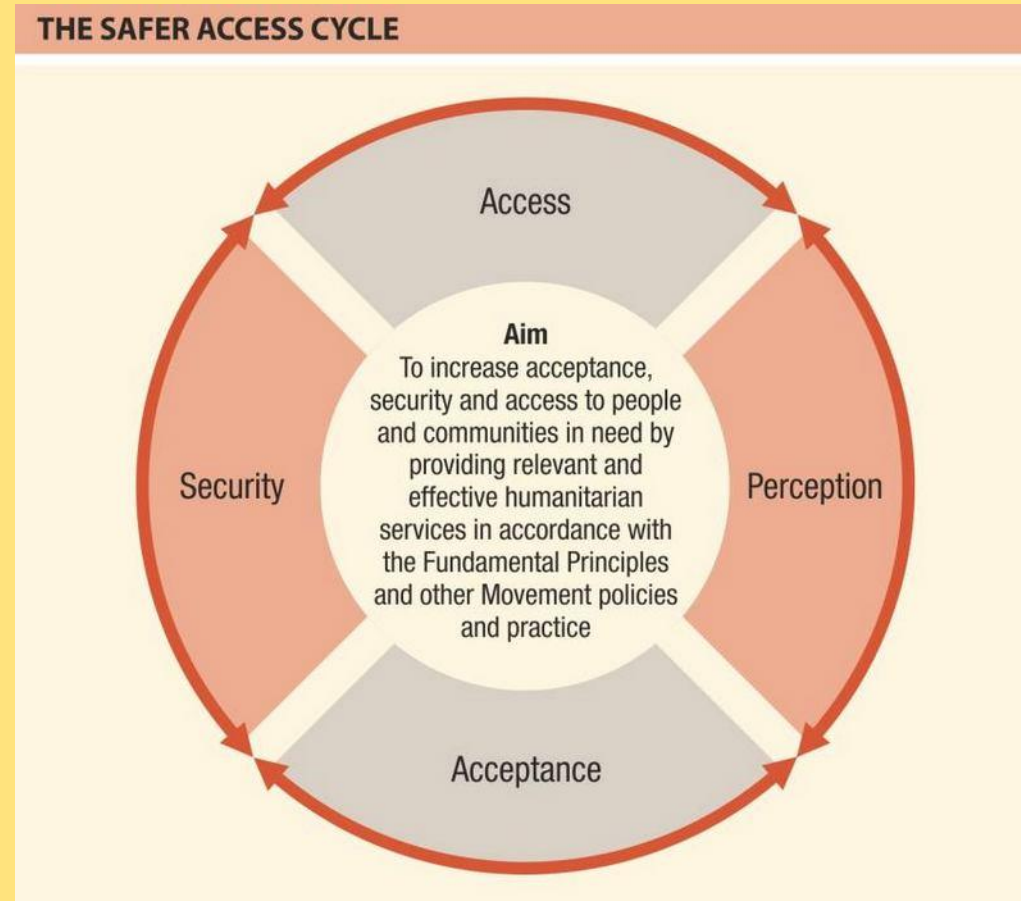 THE SAFER ACCESS CYCLE
Access
Aim
To increase acceptance,
security and access to people
and communities in need by
providing relevant and
effective humanitarian
services in accordance with
the Fundamental Principles
and other Movement policies
and practice
Security
Perception
Acceptance